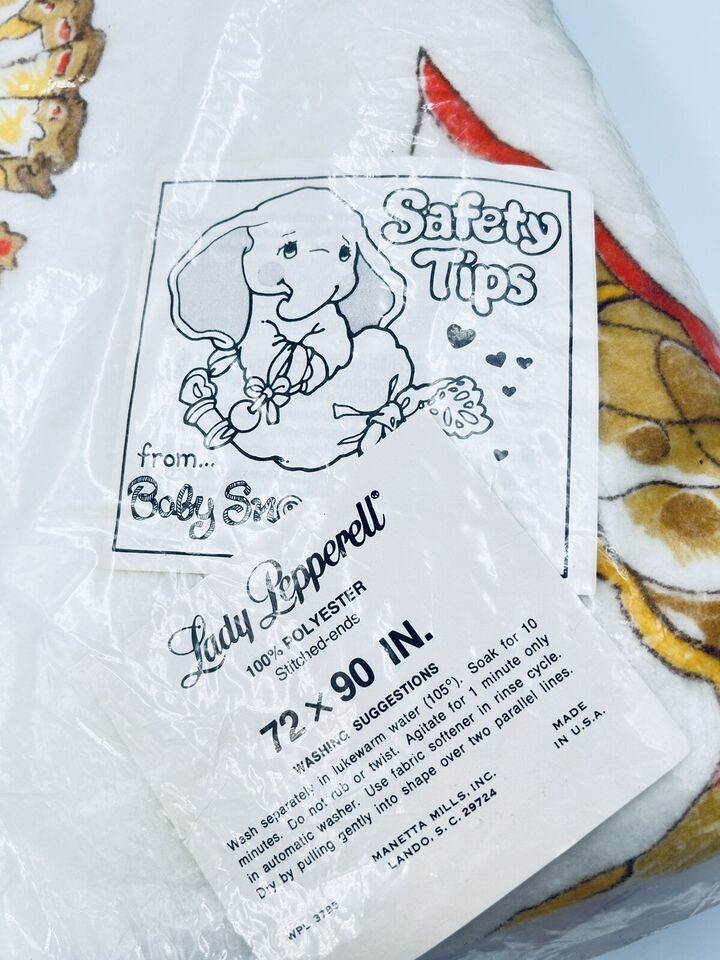 Safety
Tips
from...
Baby
Lady Pepperell®
100% POLYESTER
Stitched-ends
72 x 90 IN.
WASHING SUGGESTIONS
Wash separately in lukewarm water (105°). Soak for 10
minutes. Do not rub or twist. Agitate for 1 minute only
in automatic washer. Use fabric softener in rinse cycle.
Dry by pulling gently into shape over two parallel lines.
MANETTA MILLS, INC.
LANDO, S. C. 29724
MADE
IN U.S.A.
WPL 3785